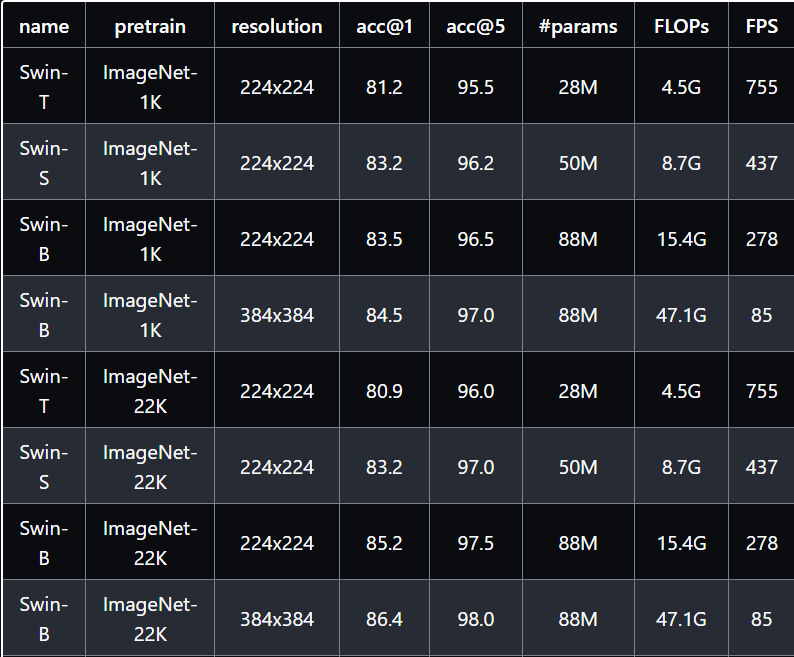 name pretrain resolution acc@1 acc@5 #params FLOPs FPS
Swin-T ImageNet-1K 224x224 81.2 95.5 28M 4.5G 755
Swin-S ImageNet-1K 224x224 83.2 96.2 50M 8.7G 437
Swin-B ImageNet-1K 224x224 83.5 96.5 88M 15.4G 278
Swin-B ImageNet-1K 384x384 84.5 97.0 88M 47.1G 85
Swin-T ImageNet-22K 224x224 80.9 96.0 28M 4.5G 755
Swin-S ImageNet-22K 224x224 83.2 97.0 50M 8.7G 437
Swin-B ImageNet-22K 224x224 85.2 97.5 88M 15.4G 278
Swin-B ImageNet-22K 384x384 86.4 98.0 88M 47.1G 85